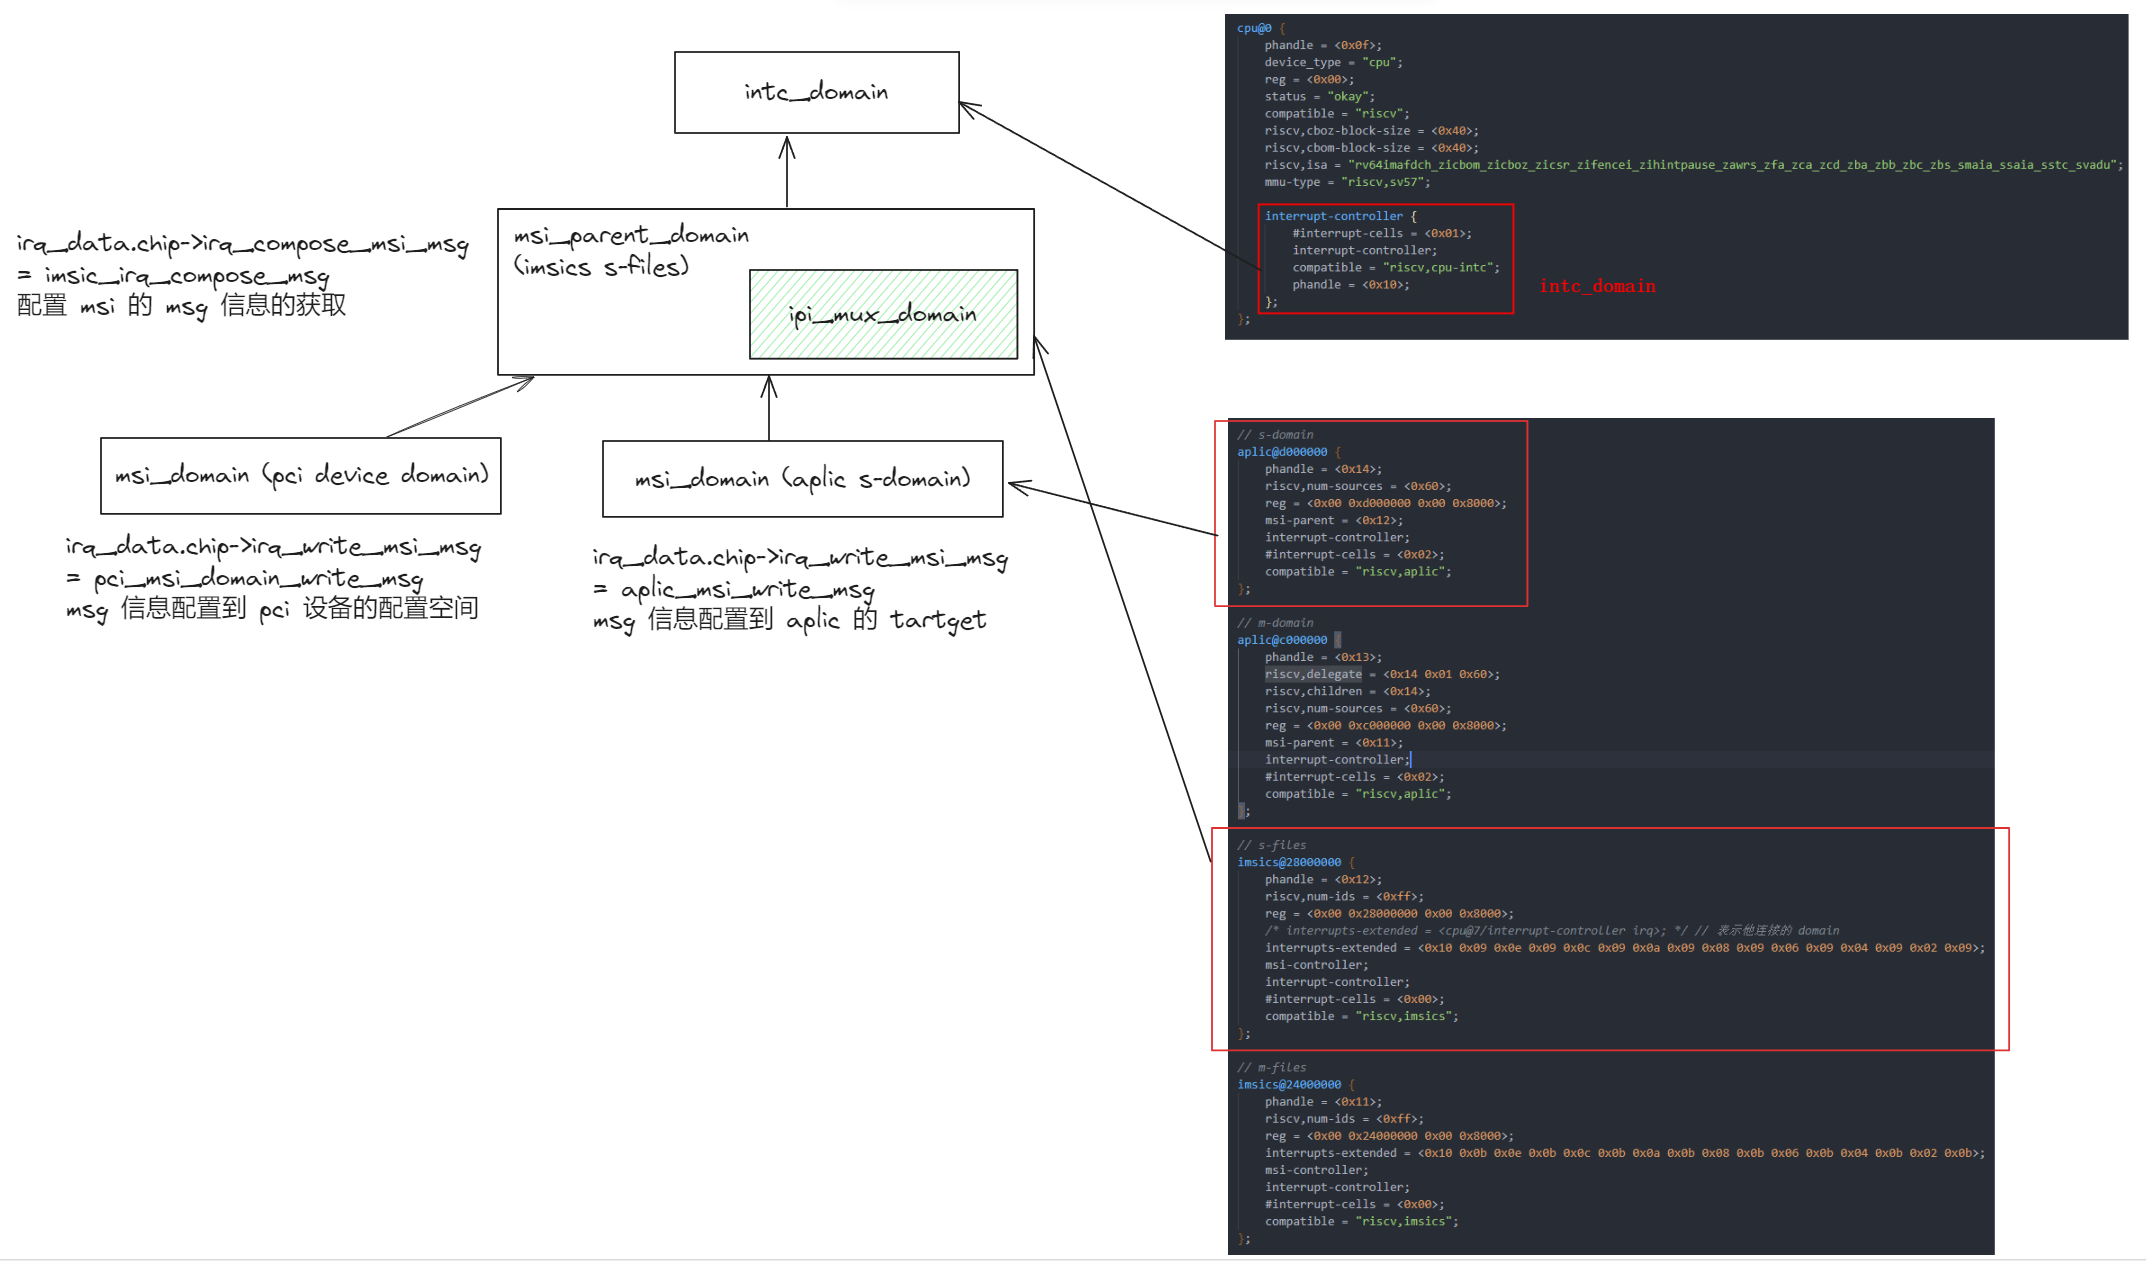 intc_domain
msi_parent_domain
(imsics s-files)
ipi_mux_domain
irq_data.chip->irq_compose_msi_msg
= imsic_irq_compose_msg
配置 msi 的 msg 信息的获取
msi_domain (pci device domain)
irq_data.chip->irq_write_msi_msg
= pci_msi_domain_write_msg
msg 信息配置到 pci 设备的配置空间
msi_domain (aplic s-domain)
irq_data.chip->irq_write_msi_msg
= aplic_msi_write_msg
msg 信息配置到 aplic 的 tartget
cpu@0 {
phandle = <0x0f>;
device_type = "cpu";
reg = <0x00>;
status = "okay";
compatible = "riscv";
riscv,cboz-block-size = <0x40>;
riscv,cbom-block-size = <0x40>;
riscv,isa = "rv64imafdch_zicbom_zicboz_zicsr_zifencei_zihintpause_zawrs_zfa_zca_zcd_zba_zbb_zbc_zbs_smaia_ssaia_sstc_svadu";
mmu-type = "riscv,sv57";
interrupt-controller {
#interrupt-cells = <0x01>;
interrupt-controller;
compatible = "riscv,cpu-intc";
phandle = <0x10>;
};
};
intc_domain
// s-domain
aplic@d000000 {
phandle = <0x14>;
riscv,num-sources = <0x60>;
reg = <0x00 0xd000000 0x00 0x8000>;
msi-parent = <0x12>;
interrupt-controller;
#interrupt-cells = <0x02>;
compatible = "riscv,aplic";
};
// m-domain
aplic@c000000 {
phandle = <0x13>;
riscv,delegate = <0x14 0x01 0x60>;
riscv,children = <0x14>;
riscv,num-sources = <0x60>;
reg = <0x00 0xc000000 0x00 0x8000>;
msi-parent = <0x11>;
interrupt-controller;
#interrupt-cells = <0x02>;
compatible = "riscv,aplic";
};
// s-files
imsics@28000000 {
phandle = <0x12>;
riscv,num-ids = <0xff>;
reg = <0x00 0x28000000 0x00 0x8000>;
/* interrupts-extended = <cpu@7/interrupt-controller irq>; */ // 表示他连接的 domain
interrupts-extended = <0x10 0x09 0x0e 0x09 0x0c 0x09 0x0a 0x09 0x08 0x09 0x06 0x09 0x04 0x09 0x02 0x09>;
msi-controller;
interrupt-controller;
#interrupt-cells = <0x00>;
compatible = "riscv,imsics";
};
// m-files
imsics@24000000 {
phandle = <0x11>;
riscv,num-ids = <0xff>;
reg = <0x00 0x24000000 0x00 0x8000>;
interrupts-extended = <0x10 0x0b 0x0e 0x0b 0x0c 0x0b 0x0a 0x0b 0x08 0x0b 0x06 0x0b 0x04 0x0b 0x02 0x0b>;
msi-controller;
interrupt-controller;
#interrupt-cells = <0x00>;
compatible = "riscv,imsics";
};